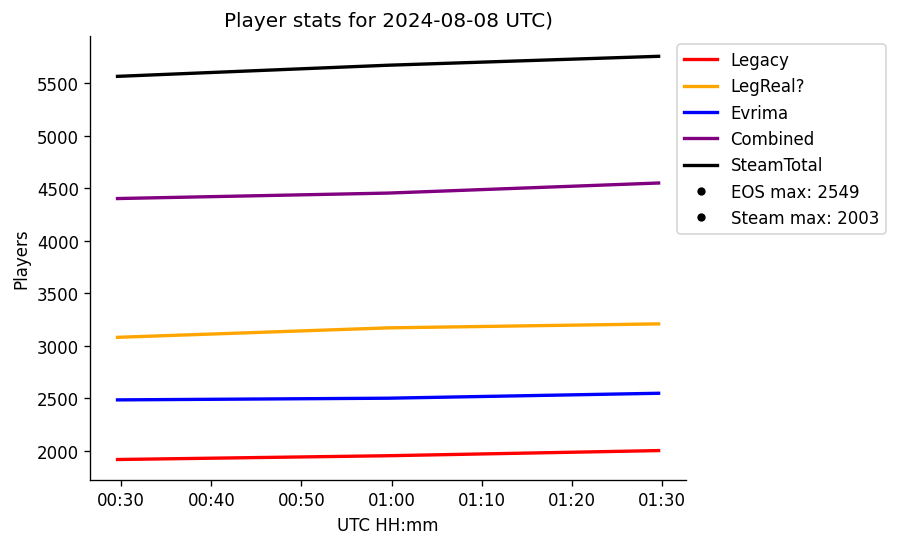 Player stats for 2024-08-08 UTC)
Legacy
LegReal?
Evrima
Combined
SteamTotal
EOS max: 2549
Steam max: 2003
Players
5500
5000
4500
4000
3500
3000
2500
2000
00:30 00:40 00:50 01:00 01:10 01:20 01:30
UTC HH:mm